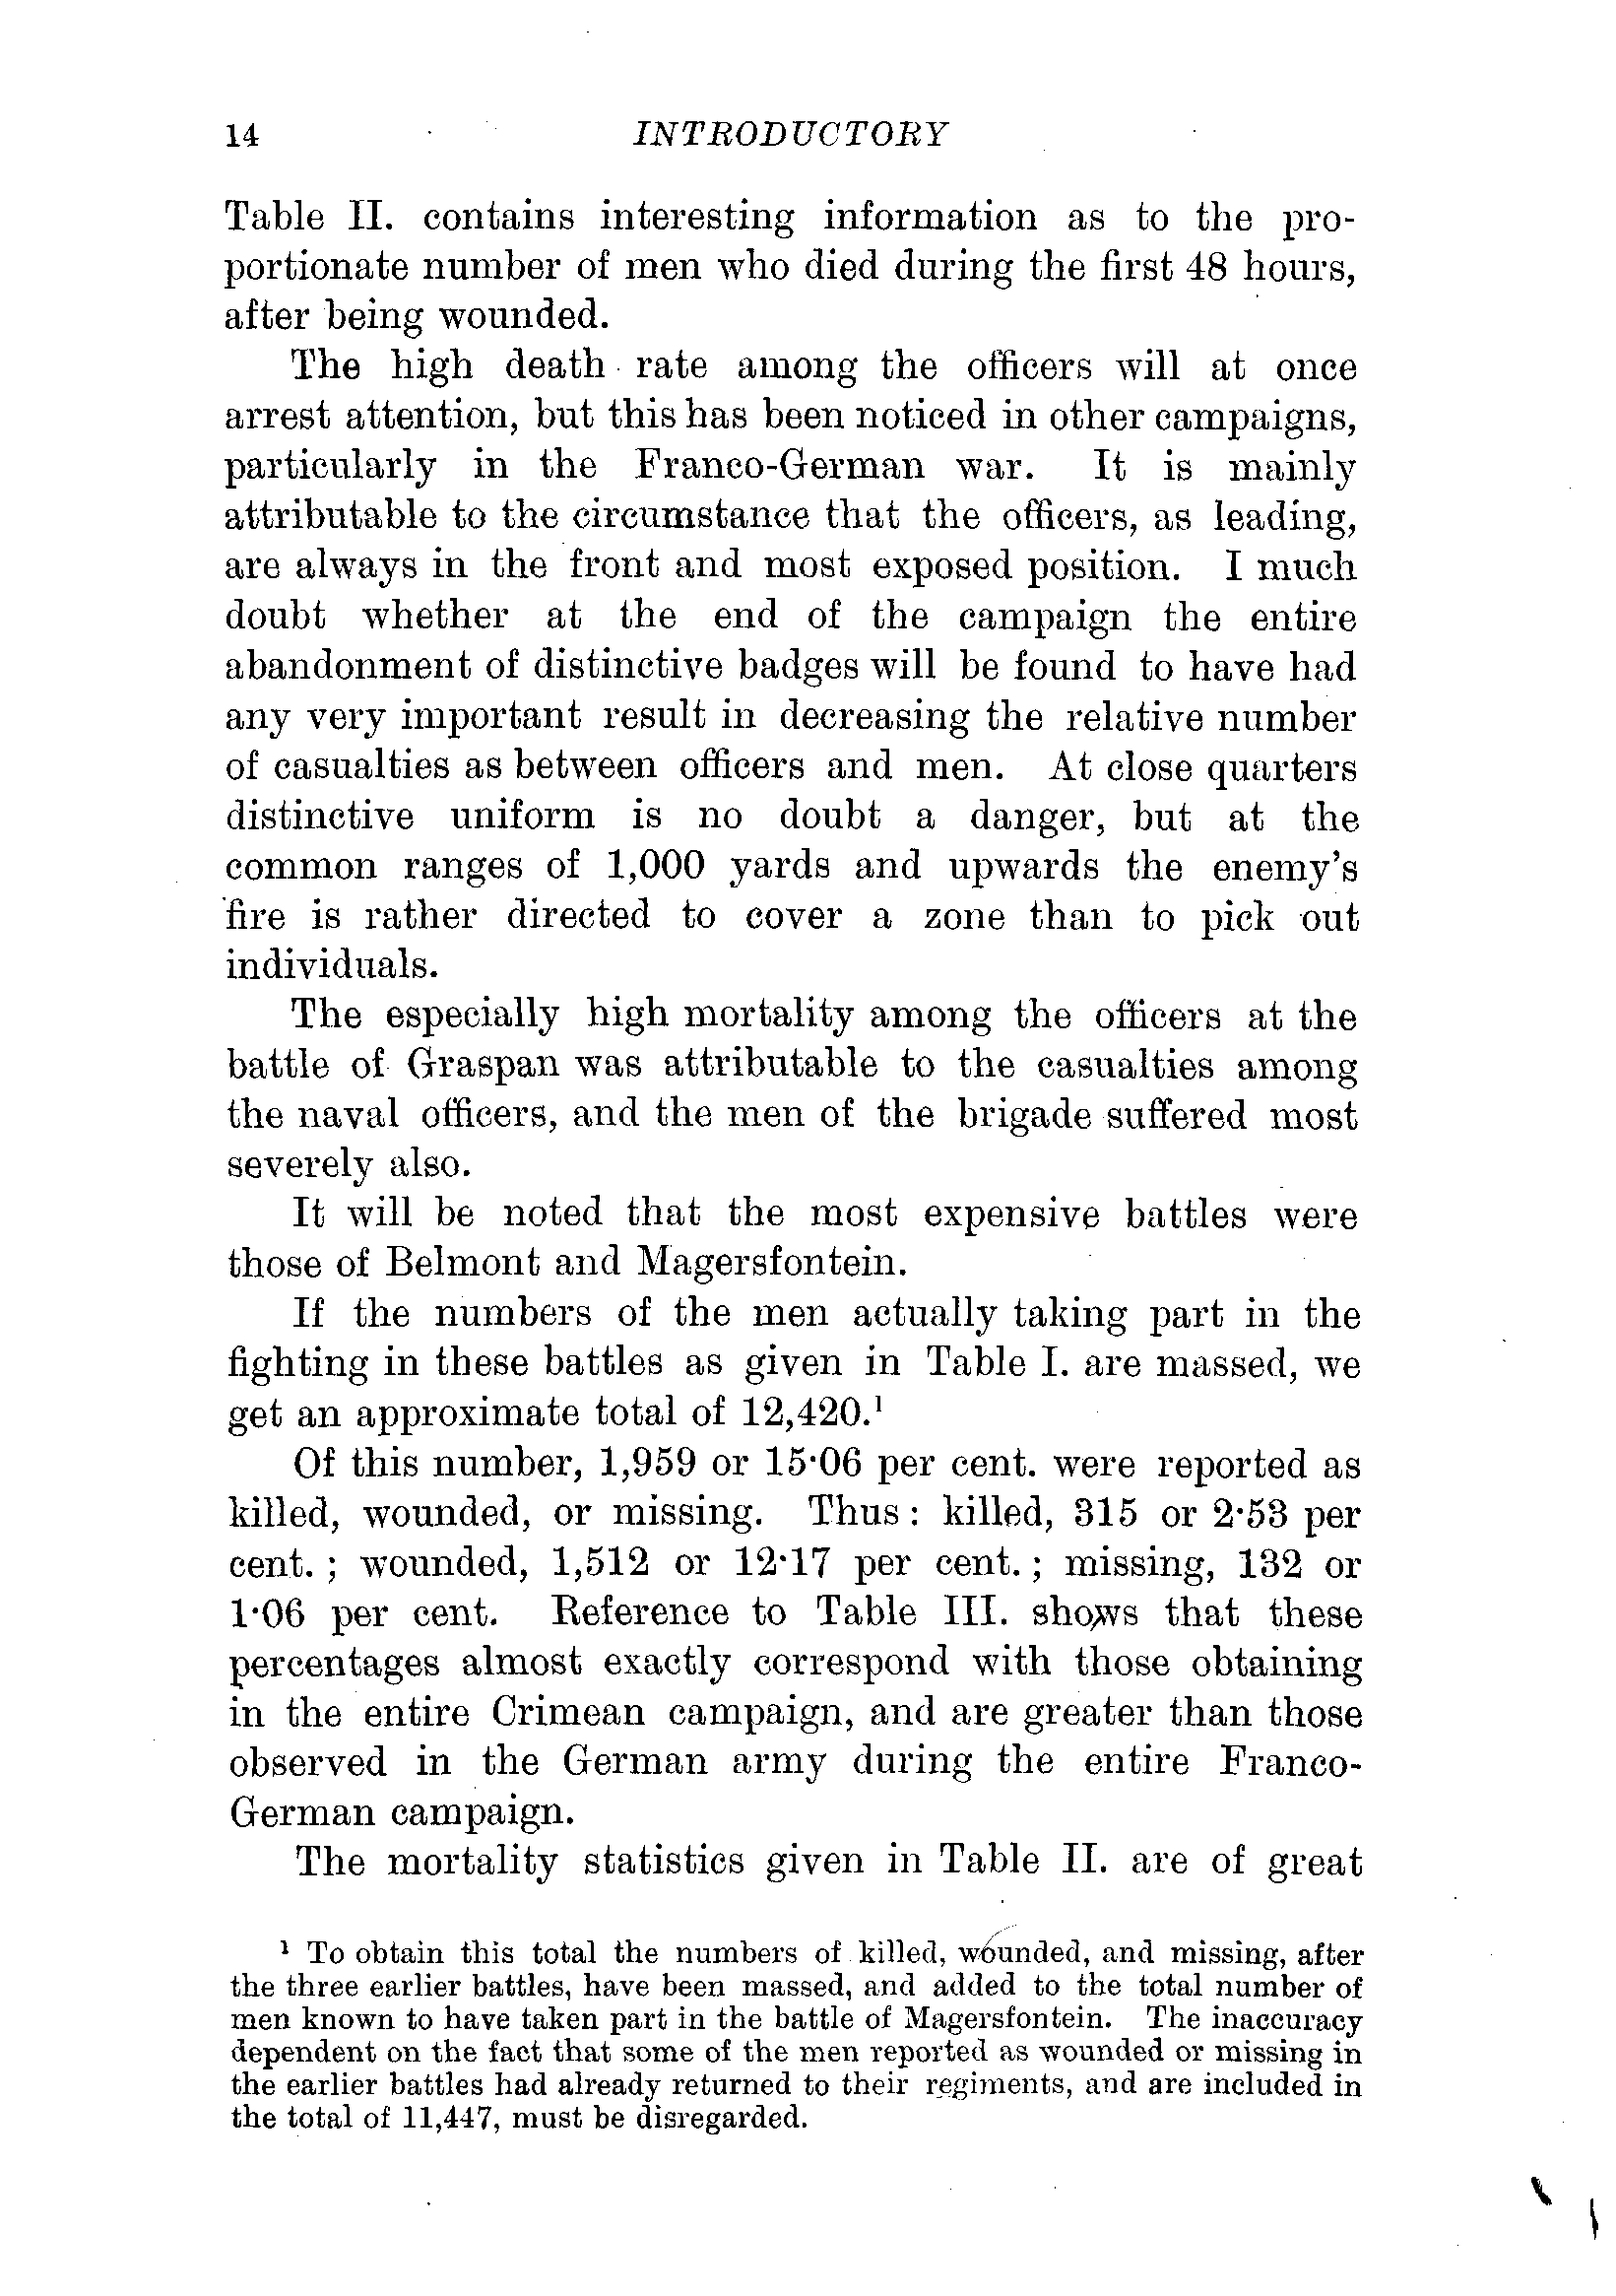 14 INTRODUCTORY
Table II. contains interesting information as to the pro-
portionate number of men who died during the first 48 hours,
after being wounded.
The high death rate among the officers will at once
arrest attention, but this has been noticed in other campaigns,
particularly in the Franco-German war. It is mainly
attributable to the circumstance that the officers, as leading,
are always in the front and most exposed position. I much
doubt whether at the end of the campaign the entire
abandonment of distinctive badges will be found to have had
any very important result in decreasing the relative number
of casualties as between officers and men. At close quarters
distinctive uniform is no doubt a danger, but at the
common ranges of 1,000 yards and upwards the enemy's
fire is rather directed to cover a zone than to pick out
individuals.
The especially high mortality among the officers at the
battle of Graspan was attributable to the casualties among
the naval officers, and the men of the brigade suffered most
severely also.
It will be noted that the most expensive battles were
those of Belmont and Magersfontein.
If the numbers of the men actually taking part in the
fighting in these battles as given in Table I. are massed, we
get an approximate total of 12,420.¹
Of this number, 1,959 or 15·06 per cent. were reported as
killed, wounded, or missing. Thus: killed, 315 or 2·53 per
cent.; wounded, 1,512 or 12·17 per cent.; missing, 132 or
1·06 per cent. Reference to Table III. shows that these
percentages almost exactly correspond with those obtaining
in the entire Crimean campaign, and are greater than those
observed in the German army during the entire Franco-
German campaign.
The mortality statistics given in Table II. are of great
¹ To obtain this total the numbers of killed, wounded, and missing, after
the three earlier battles, have been massed, and added to the total number of
men known to have taken part in the battle of Magersfontein. The inaccuracy
dependent on the fact that some of the men reported as wounded or missing in
the earlier battles had already returned to their regiments, and are included in
the total of 11,447, must be disregarded.